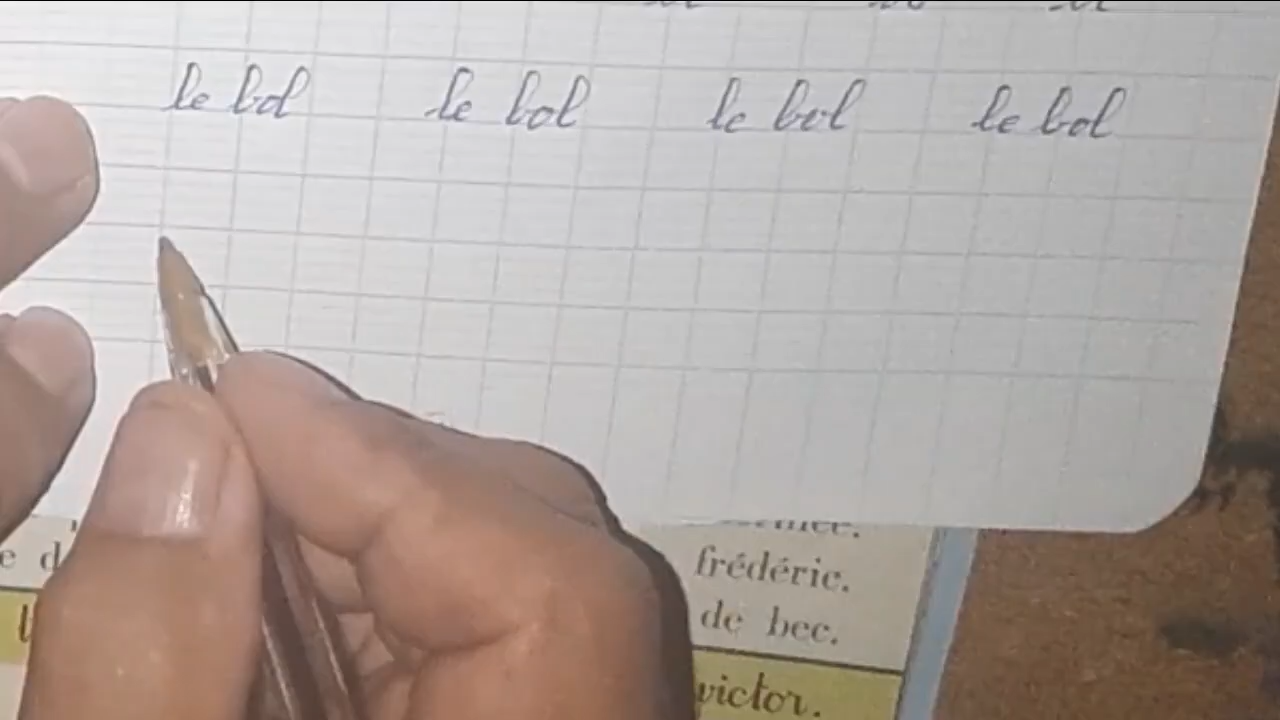 le bol le bol le bol le bol
frédéric.
de bec.
victor.